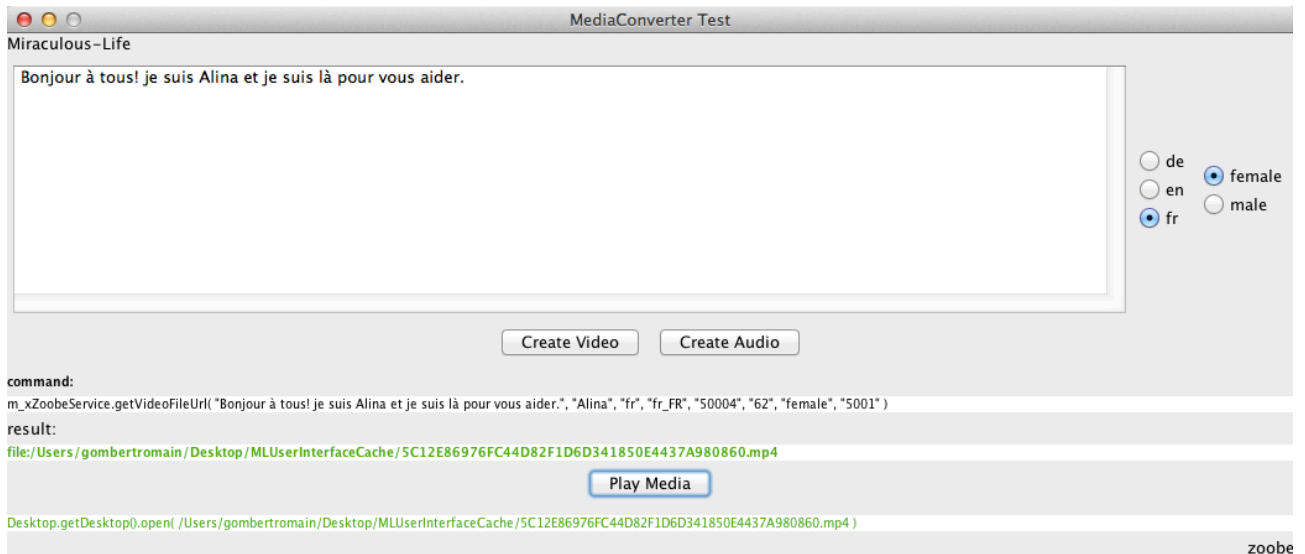 MediaConverter Test
Miraculous-Life
Bonjour à tous! je suis Alina et je suis là pour vous aider.
de
en
fr
female
male
Create Video
Create Audio
command:
m_xZoobeService.getVideoFileUrl( "Bonjour à tous! je suis Alina et je suis là pour vous aider.", "Alina", "fr", "fr_FR", "50004", "62", "female", "5001" )
result:
file:/Users/gombertromain/Desktop/MLUserInterfaceCache/5C12E86976FC44D82F1D6D341850E4437A980860.mp4
Play Media
Desktop.getDesktop().open( /Users/gombertromain/Desktop/MLUserInterfaceCache/5C12E86976FC44D82F1D6D341850E4437A980860.mp4 )
zoobe